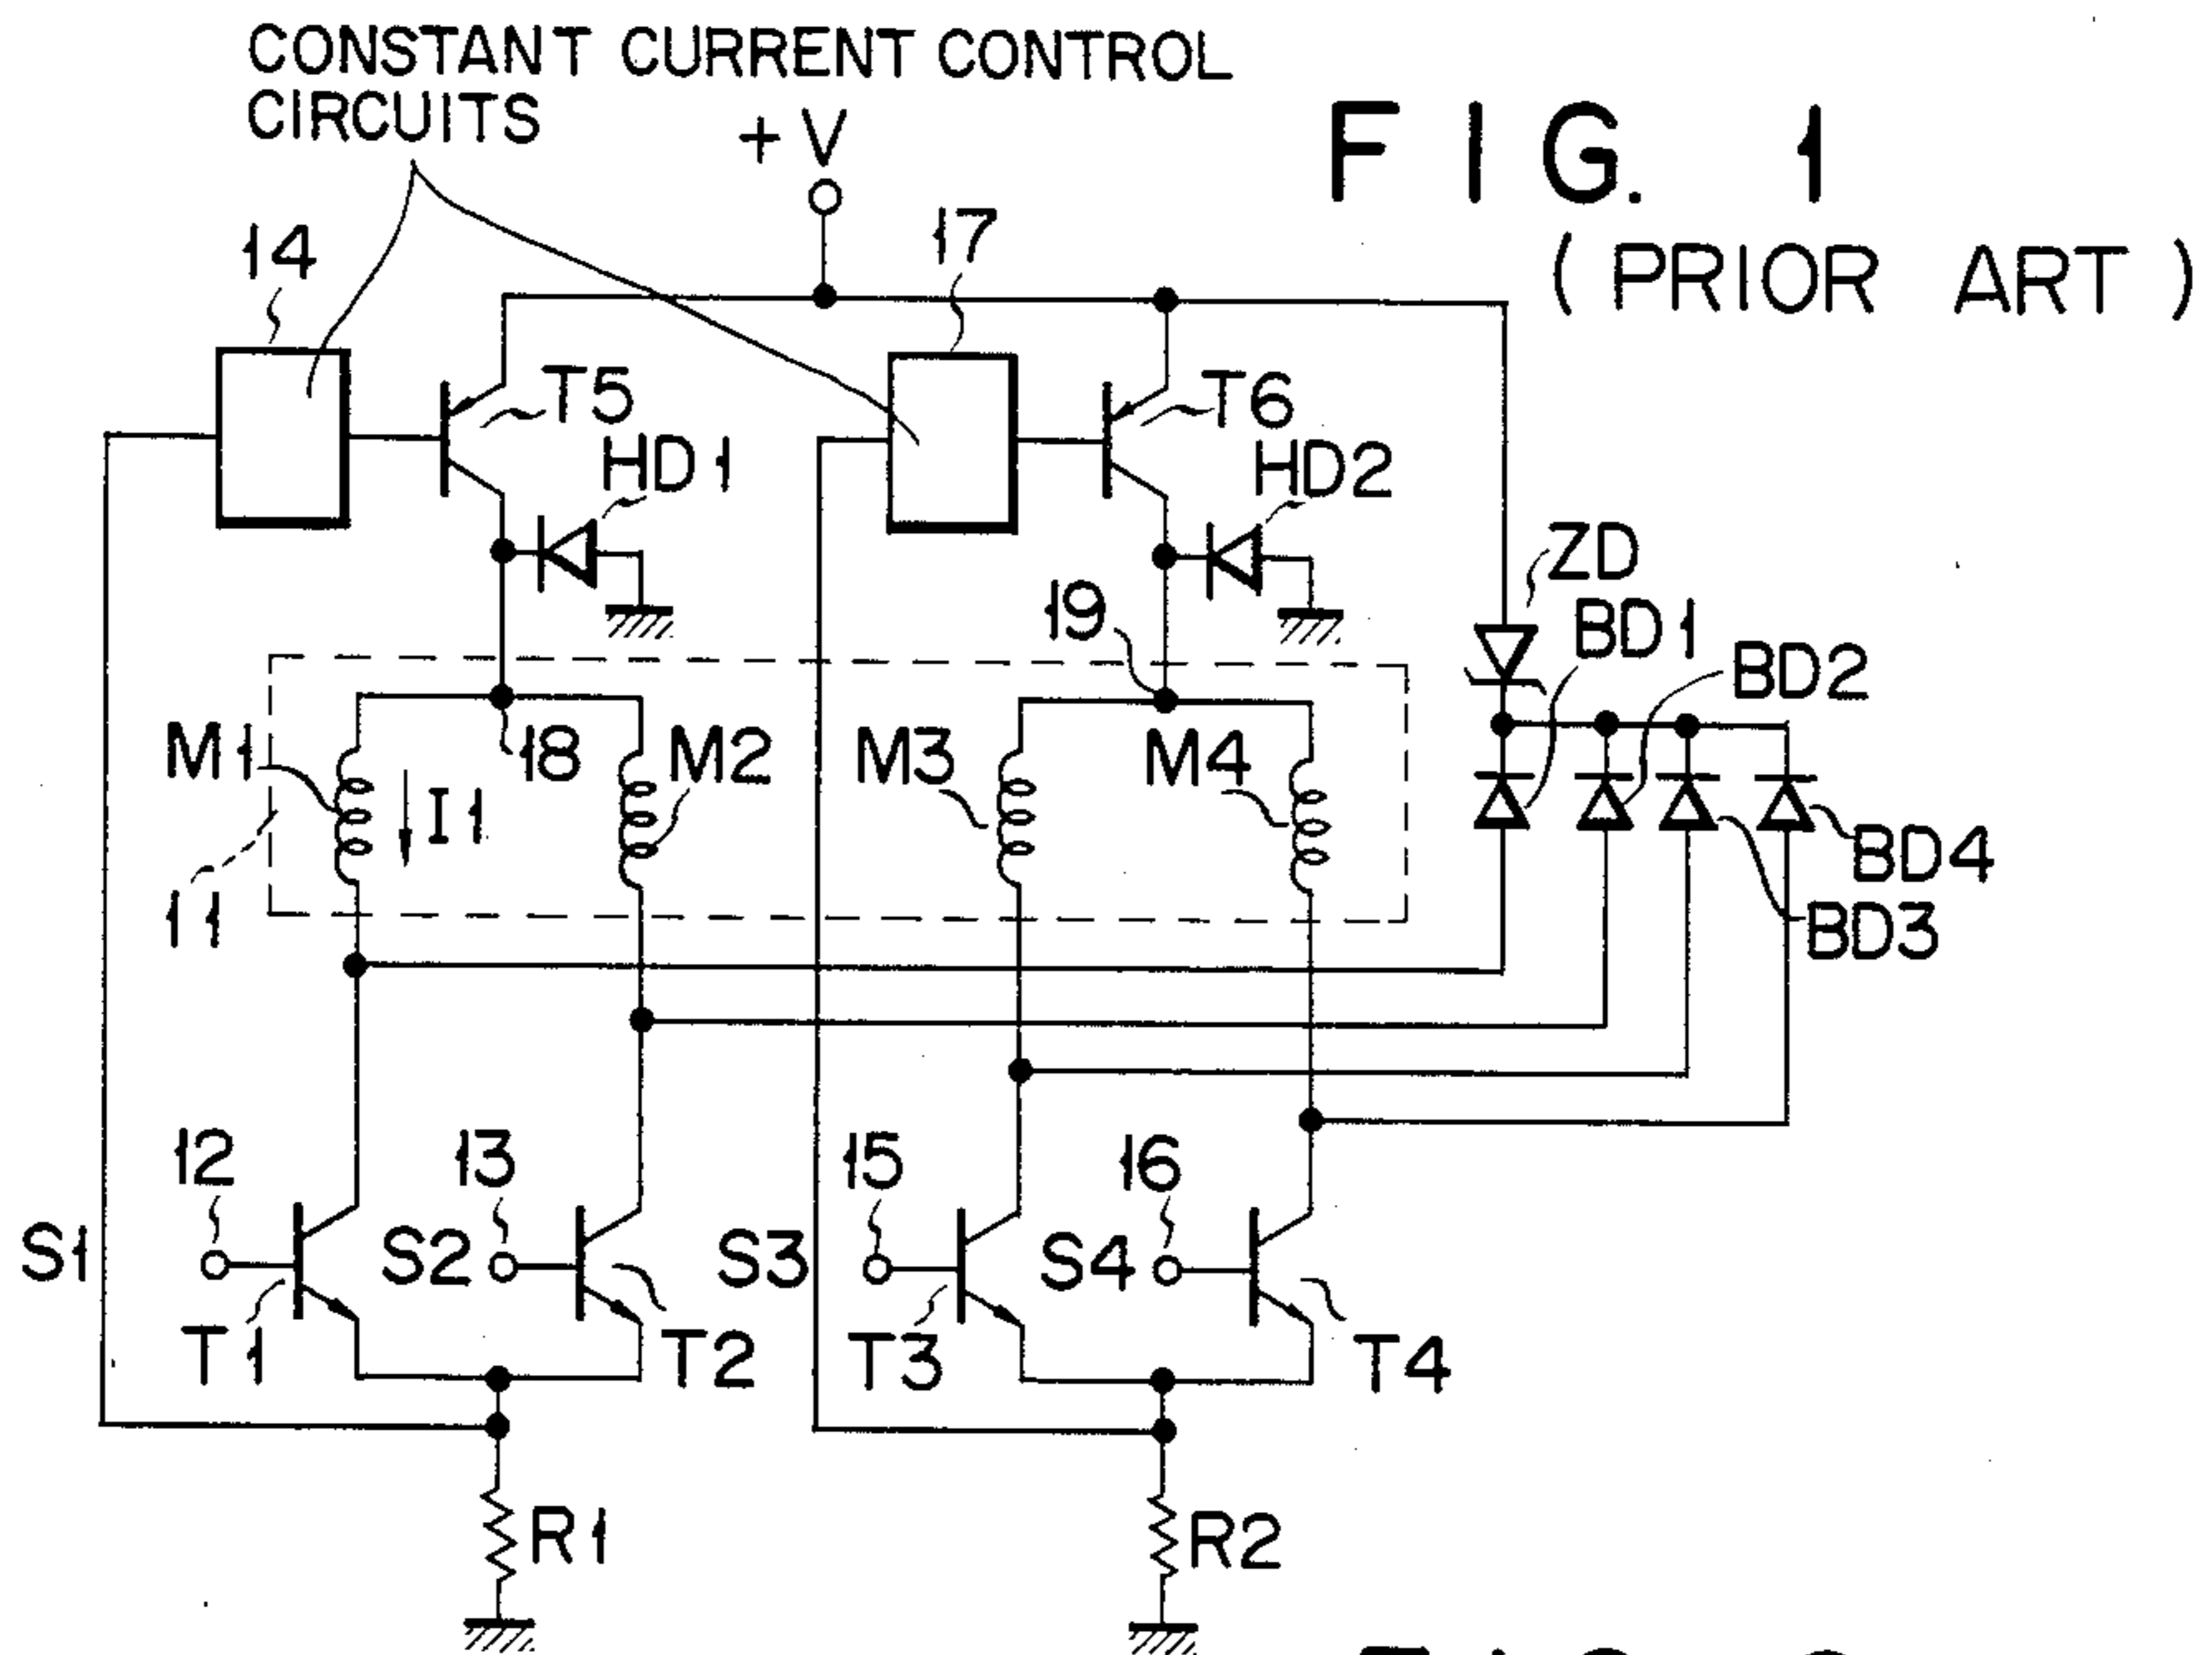 CONSTANT CURRENT CONTROL
CIRCUITS
+ V
FIG. 1
( PRIOR ART )
14
17
T5
T6
HD1
HD2
ZD
BD1
BD2
19
M1
I1
18
M2
M3
M4
BD4
BD3
11
12
13
15
16
S1
S2
S3
S4
T1
T2
T3
T4
R1
R2